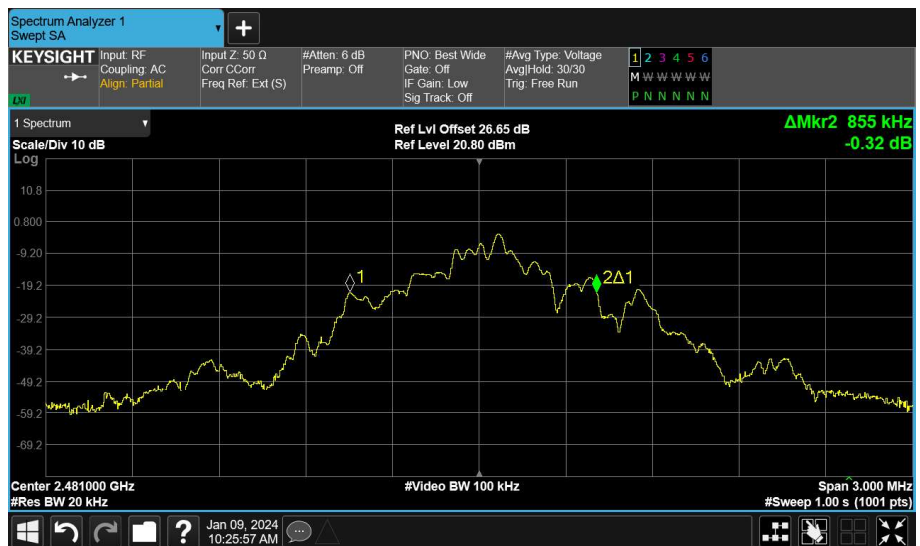 Spectrum Analyzer 1
Swept SA
KEYSIGHT
LXI
Input: RF
Coupling: AC
Align: Partial
Input Z: 50 Ω
Corr CCorr
Freq Ref: Ext (S)
#Atten: 6 dB
Preamp: Off
PNO: Best Wide
Gate: Off
IF Gain: Low
Sig Track: Off
#Avg Type: Voltage
Avg|Hold: 30/30
Trig: Free Run
1 2 3 4 5 6
M W W W W W
P N N N N N
1 Spectrum
Scale/Div 10 dB
Log
Ref Lvl Offset 26.65 dB
Ref Level 20.80 dBm
ΔMkr2 855 kHz
-0.32 dB
10.8
0.800
-9.20
-19.2
-29.2
-39.2
-49.2
-59.2
-69.2
1
2Δ1
Center 2.481000 GHz
#Res BW 20 kHz
#Video BW 100 kHz
Span 3.000 MHz
#Sweep 1.00 s (1001 pts)
Jan 09, 2024
10:25:57 AM